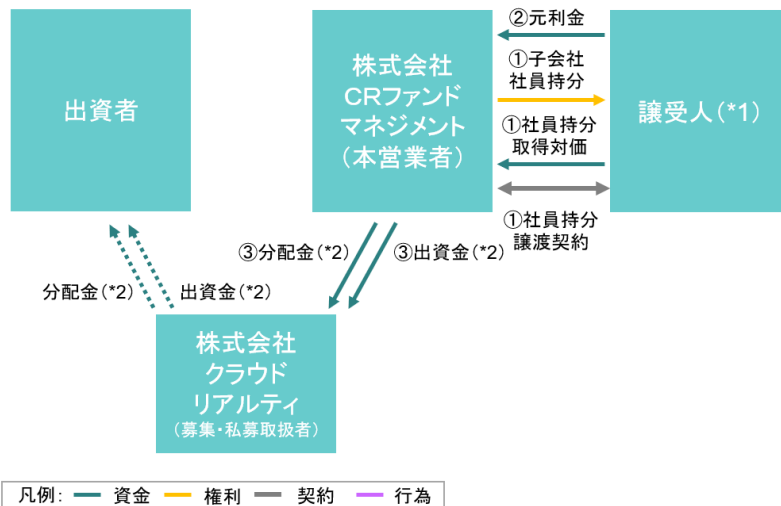 出資者
株式会社
CRファンド
マネジメント
(本営業者)
②元利金
①子会社
社員持分
①社員持分
取得対価
①社員持分
譲渡契約
譲受人(*1)
③分配金(*2)
③出資金(*2)
分配金(*2)
出資金(*2)
株式会社
クラウド
リアルティ
(募集・私募取扱者)
凡例: 資金 権利 契約 行為